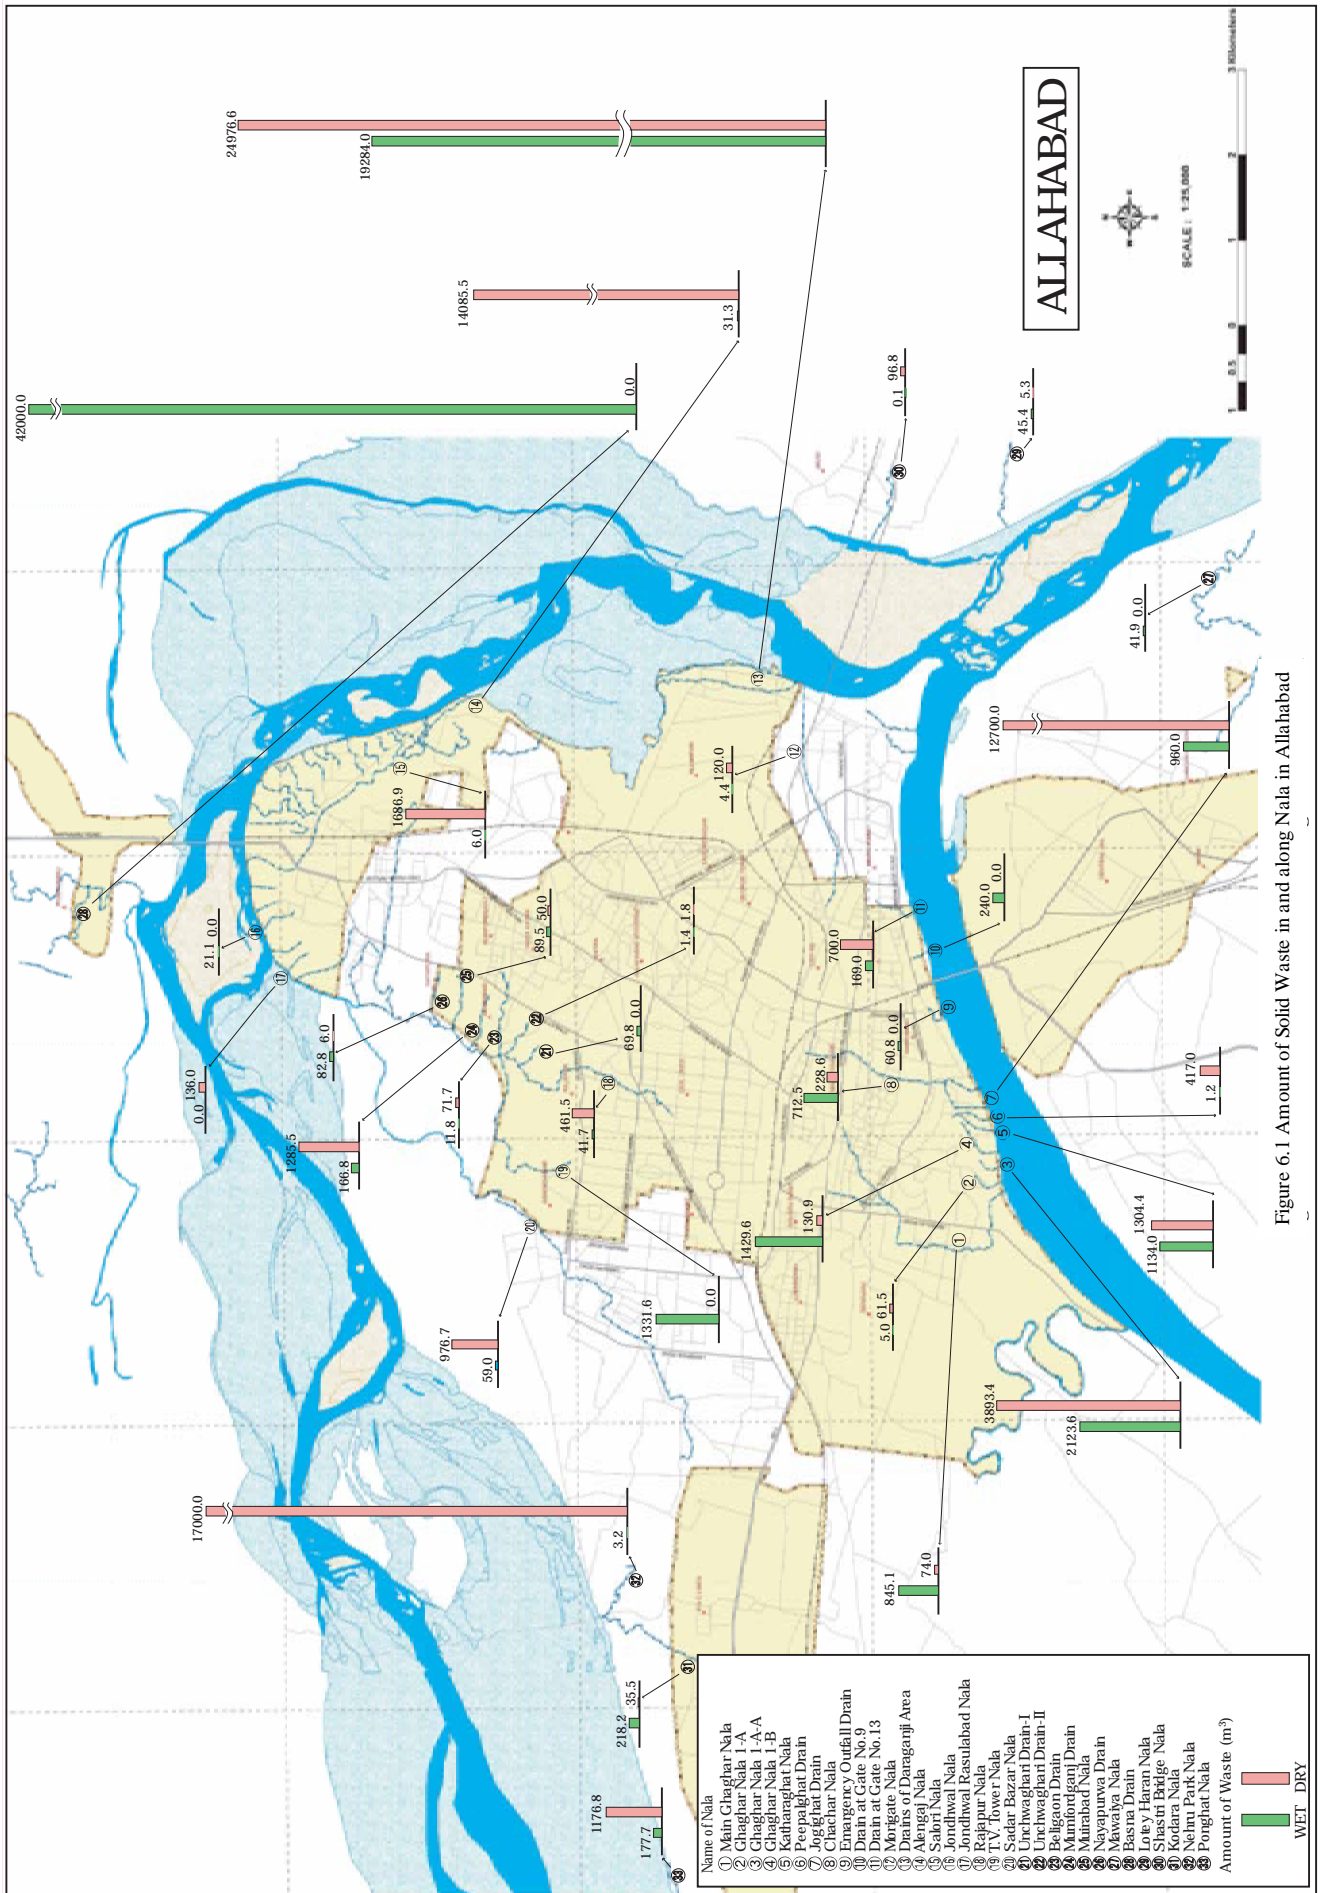 ALLAHABAD
SCALE : 1:25,000
1 0.5 0 1 2 3 Kilometers
42000.0 0.0
31.3 14085.5
19284.0 24976.6
0.1 96.8
45.4 5.3
41.9 0.0
960.0 12700.0
6.0 1686.9
4.4 120.0
21.1 0.0
89.5 50.0
1.4 1.8
169.0 700.0
240.0 0.0
0.0 136.0
82.8 6.0
69.8 0.0
60.8 0.0
712.5 228.6
1.2 417.0
11.8 71.7
41.7 461.5
166.8 1285.5
1429.6 130.9
1134.0 1304.4
5.0 61.5
1331.6 0.0
59.0 976.7
2123.6 3893.4
3.2 17000.0
845.1 74.0
218.2 35.5
177.7 1176.8
Name of Nala
① Main Ghaghar Nala
② Ghaghar Nala 1-A
③ Ghaghar Nala 1-A-A
④ Ghaghar Nala 1-B
⑤ Katharaghat Nala
⑥ Peepalghat Drain
⑦ Jogighat Drain
⑧ Chachar Nala
⑨ Emergency Outfall Drain
⑩ Drain at Gate No.9
⑪ Drain at Gate No.13
⑫ Morigate Nala
⑬ Drains of Daraganji Area
⑭ Alengaj Nala
⑮ Salori Nala
⑯ Jondhwal Nala
⑰ Jondhwal Rasulabad Nala
⑱ Rajapur Nala
⑲ T.V. Tower Nala
⑳ Sadar Bazar Nala
㉑ Unchwaghari Drain-I
㉒ Unchwaghari Drain-II
㉓ Beligaon Drain
㉔ Mumfordganj Drain
㉕ Muirabad Nala
㉖ Nayapurwa Drain
㉗ Mawaiya Nala
㉘ Basna Drain
㉙ Lotey Haran Nala
㉚ Shastri Bridge Nala
㉛ Kodara Nala
㉜ Nehru Park Nala
㉝ Ponghat Nala
Amount of Waste (m³)
WET DRY
Figure 6.1 Amount of Solid Waste in and along Nala in Allahabad